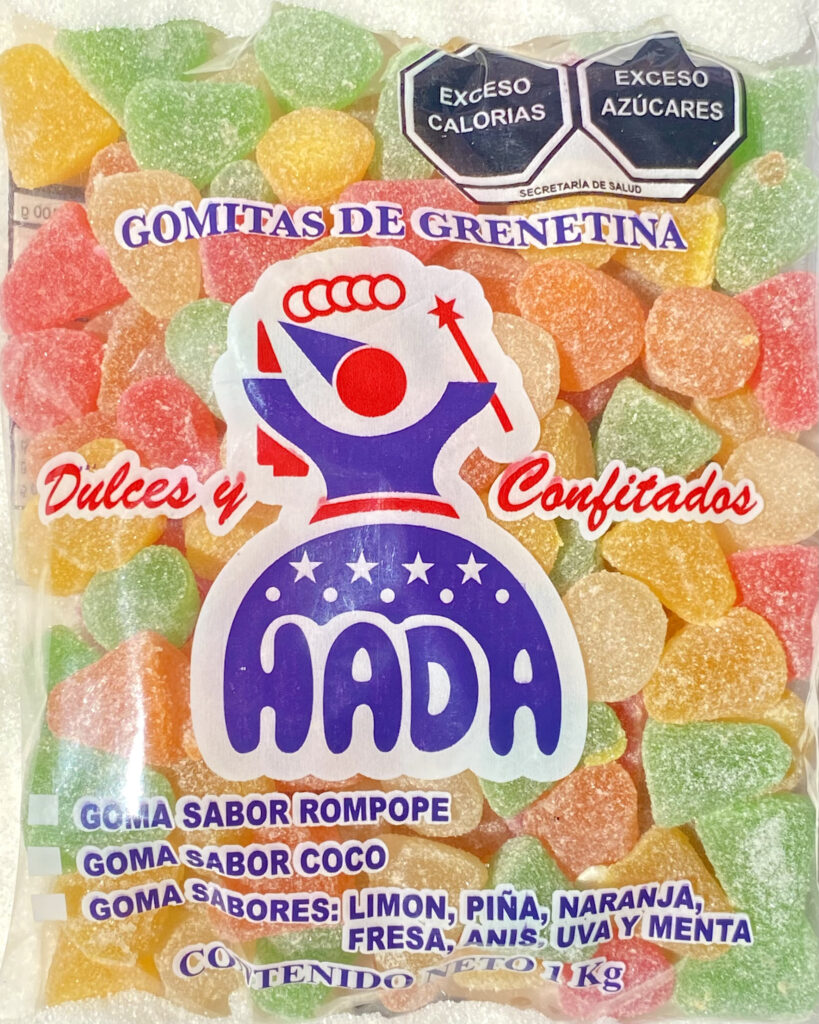 EXCESO
CALORIAS
EXCESO
AZÚCARES
SECRETARÍA DE SALUD
GOMITAS DE GRENETINA
Dulces y Confitados
HADA
GOMA SABOR ROMPOPE
GOMA SABOR COCO
GOMA SABORES: LIMON, PIÑA, NARANJA,
FRESA, ANIS, UVA Y MENTA
CONTENIDO NETO 1 Kg